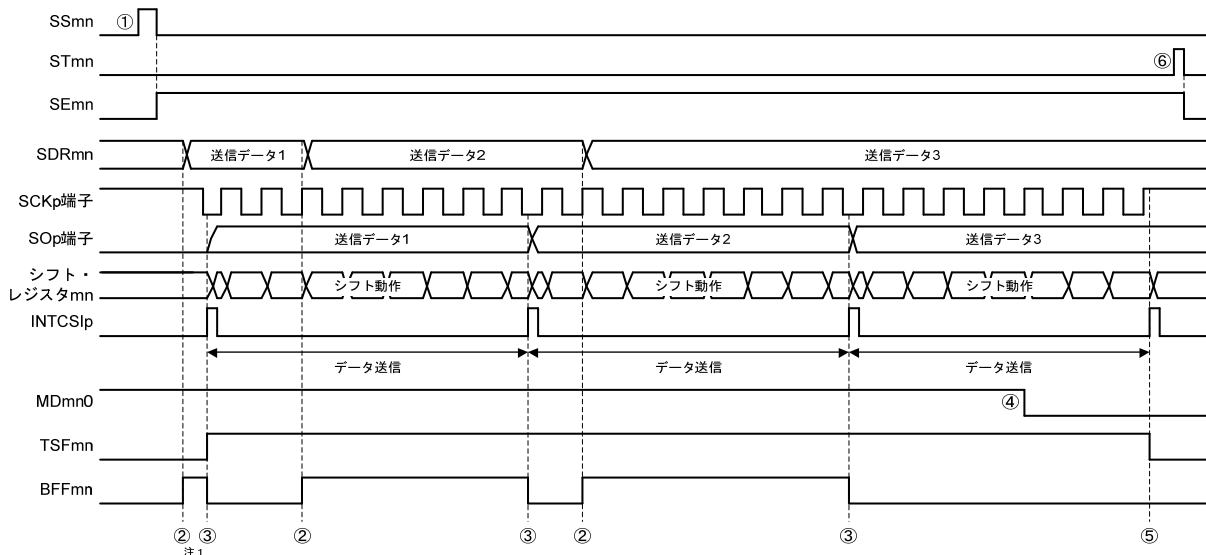 SSmn ①
STmn ⑥
SEmn
SDRmn 送信データ1 送信データ2 送信データ3
SCKp端子
SOp端子 送信データ1 送信データ2 送信データ3
シフト・
レジスタmn シフト動作 シフト動作 シフト動作
INTCSIp
データ送信 データ送信 データ送信
MDmn0 ④
TSFmn
BFFmn
② ③ ② ③ ② ③ ⑤
注1